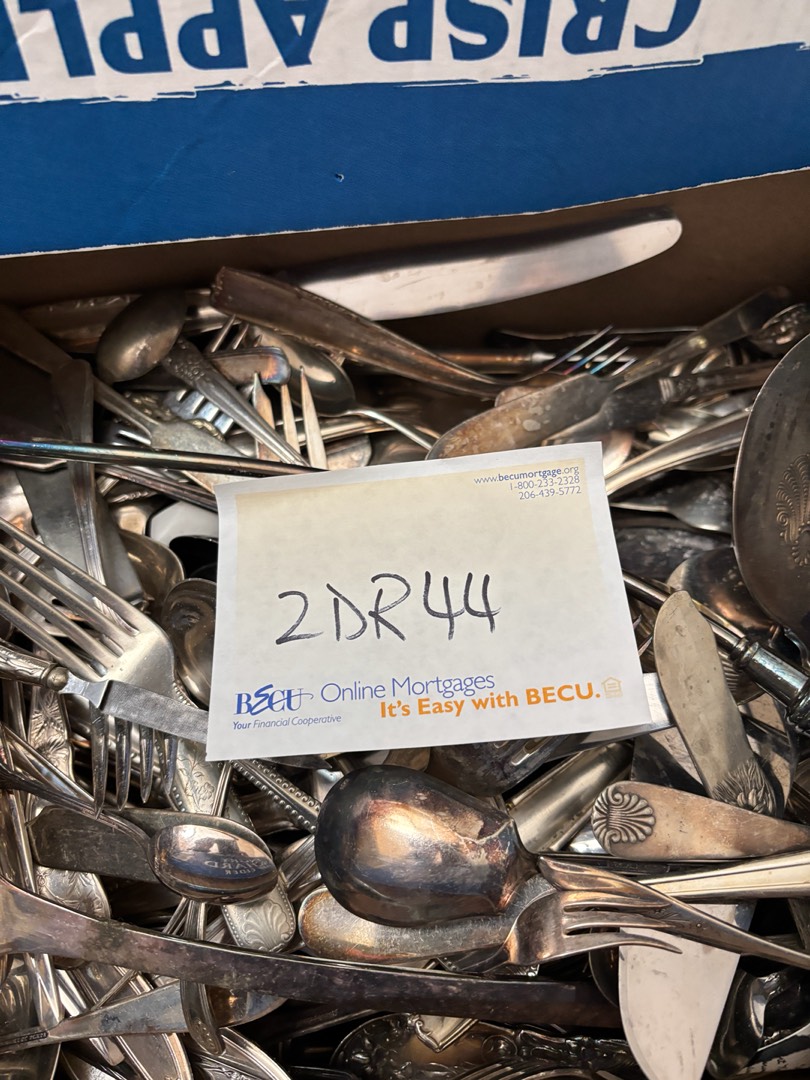 CRISP APPL
www.becumortgage.org
1-800-233-2328
206-439-5772
2DR44
BECU Online Mortgages
Your Financial Cooperative
It's Easy with BECU.